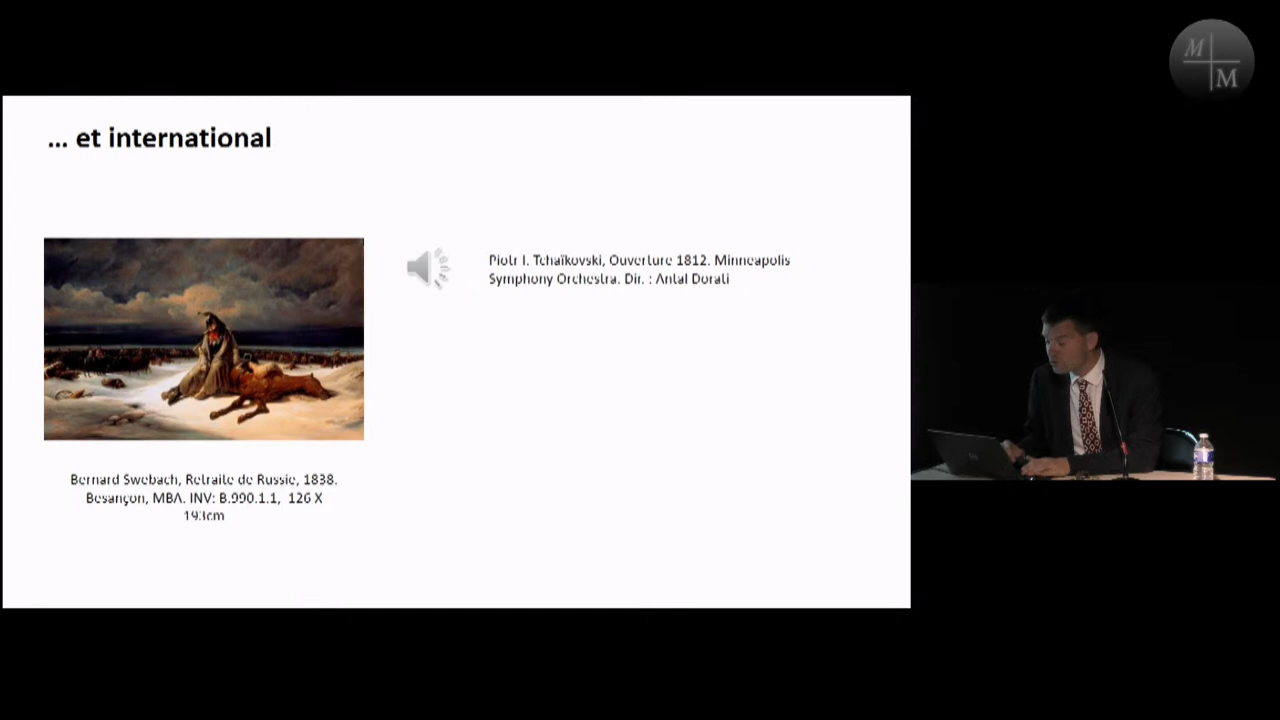 M
M
... et international
Piotr I. Tchaïkovski, Ouverture 1812. Minneapolis
Symphony Orchestra. Dir. : Antal Dorati
Bernard Swebach, Retraite de Russie, 1838.
Besançon, MBA. INV: B.990.1.1, 126 X
193cm